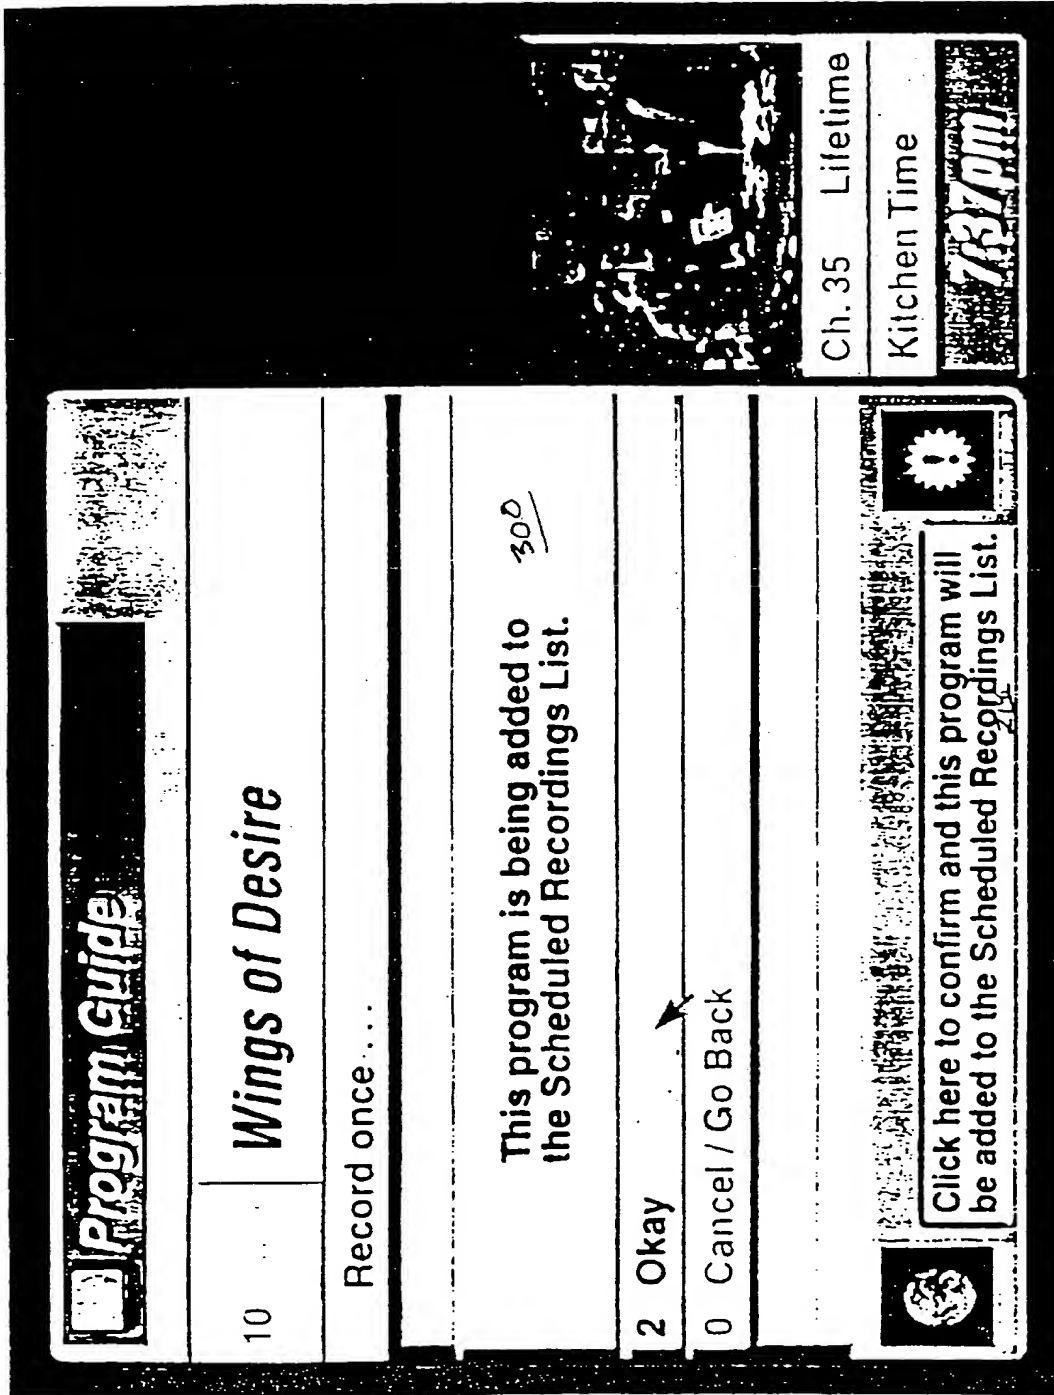 Program Guide
10 Wings of Desire
Record once...
This program is being added to
the Scheduled Recordings List.
300
2 Okay
0 Cancel / Go Back
Click here to confirm and this program will
be added to the Scheduled Recordings List.
Ch. 35 Lifetime
Kitchen Time
7:37pm